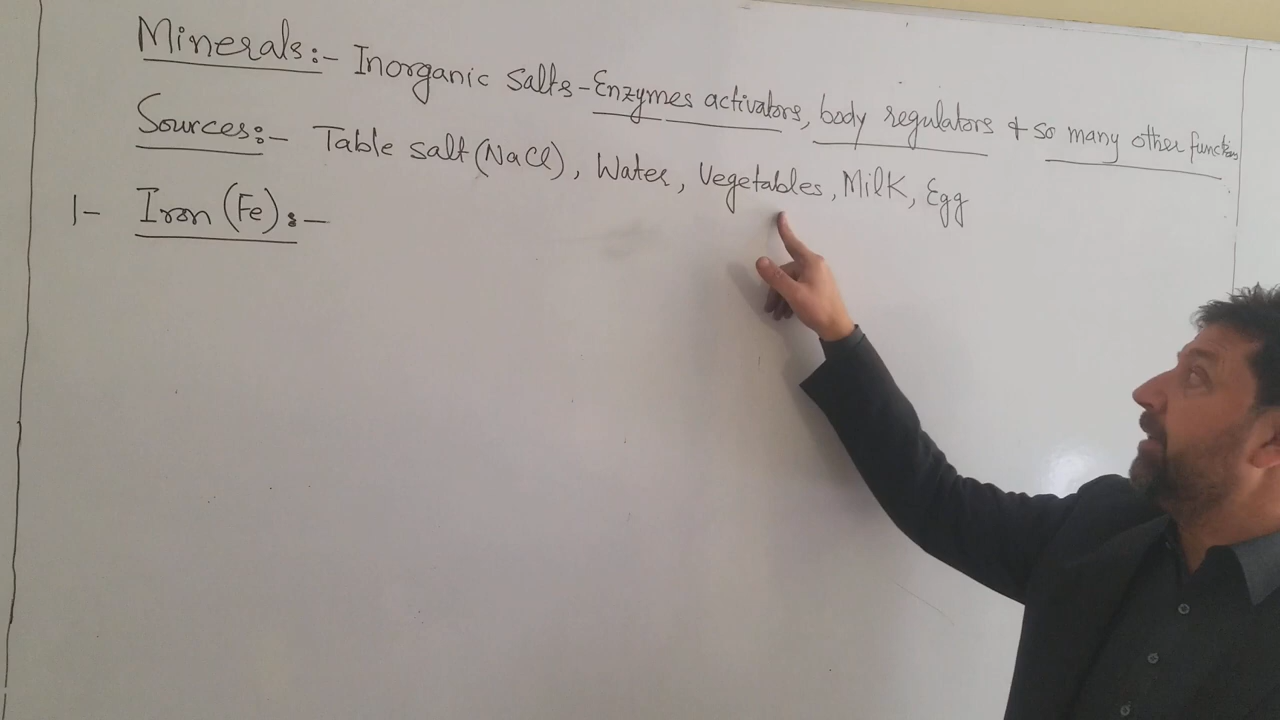 Minerals:- Inorganic salts-Enzymes activators, body regulators & so many other functions.
Sources:- Table salt (NaCl), Water, Vegetables, Milk, Egg
1- Iron (Fe):-